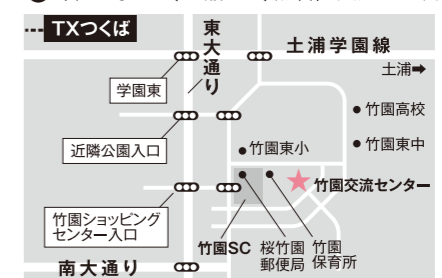 TXつくば
東大通り
土浦学園線
土浦➡
学園東
竹園高校
近隣公園入口
竹園東小
竹園東中
竹園交流センター
竹園ショッピング
センター入口
竹園SC
桜竹園
郵便局
竹園
保育所
南大通り